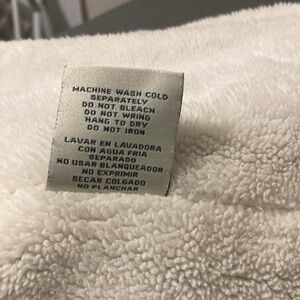 MACHINE WASH COLD
SEPARATELY
DO NOT BLEACH
DO NOT WRING
HANG TO DRY
DO NOT IRON
LAVAR EN LAVADORA
CON AGUA FRIA
SEPARADO
NO USAR BLANQUEADOR
NO EXPRIMIR
SECAR COLGADO
NO PLANCHAR